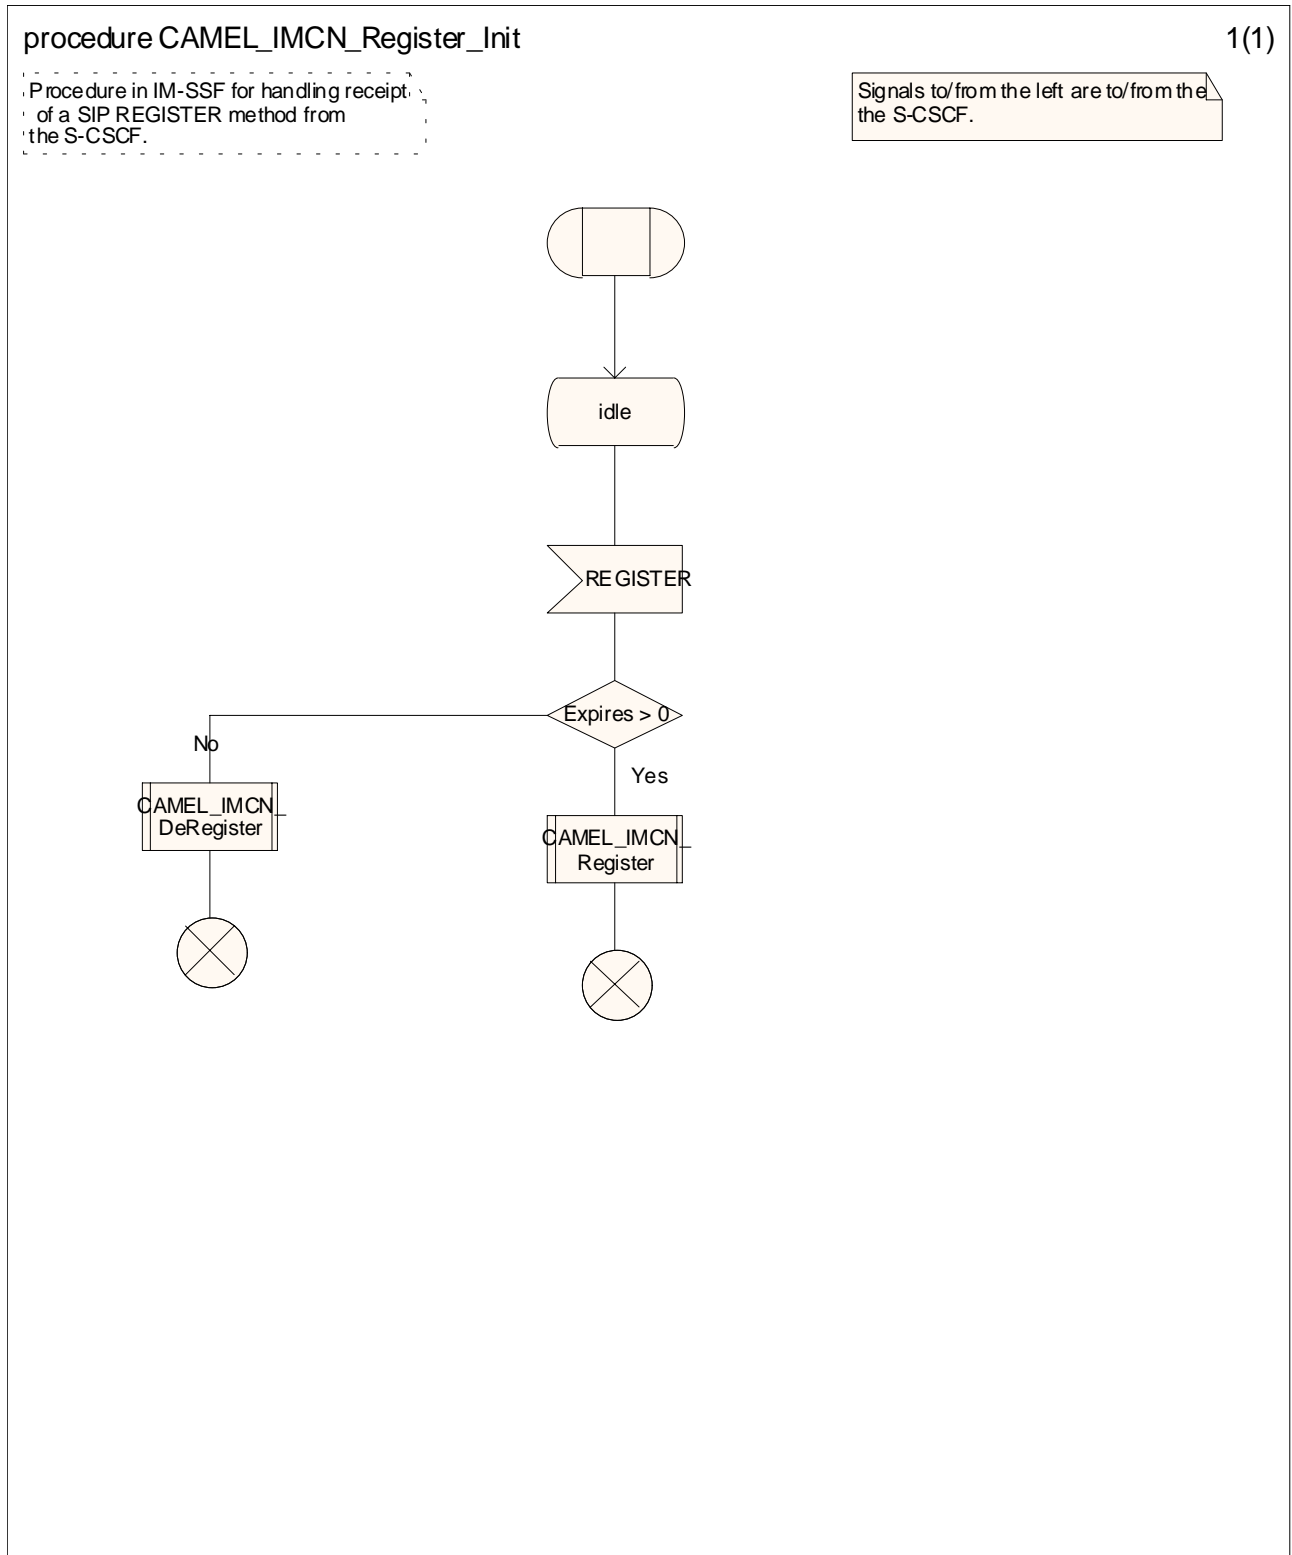 procedure CAMEL_IMCN_Register_Init
1(1)
Procedure in IM-SSF for handling receipt
of a SIP REGISTER method from
the S-CSCF.
Signals to/from the left are to/from the
the S-CSCF.
idle
REGISTER
Expires > 0
No
Yes
CAMEL_IMCN_
DeRegister
CAMEL_IMCN_
Register